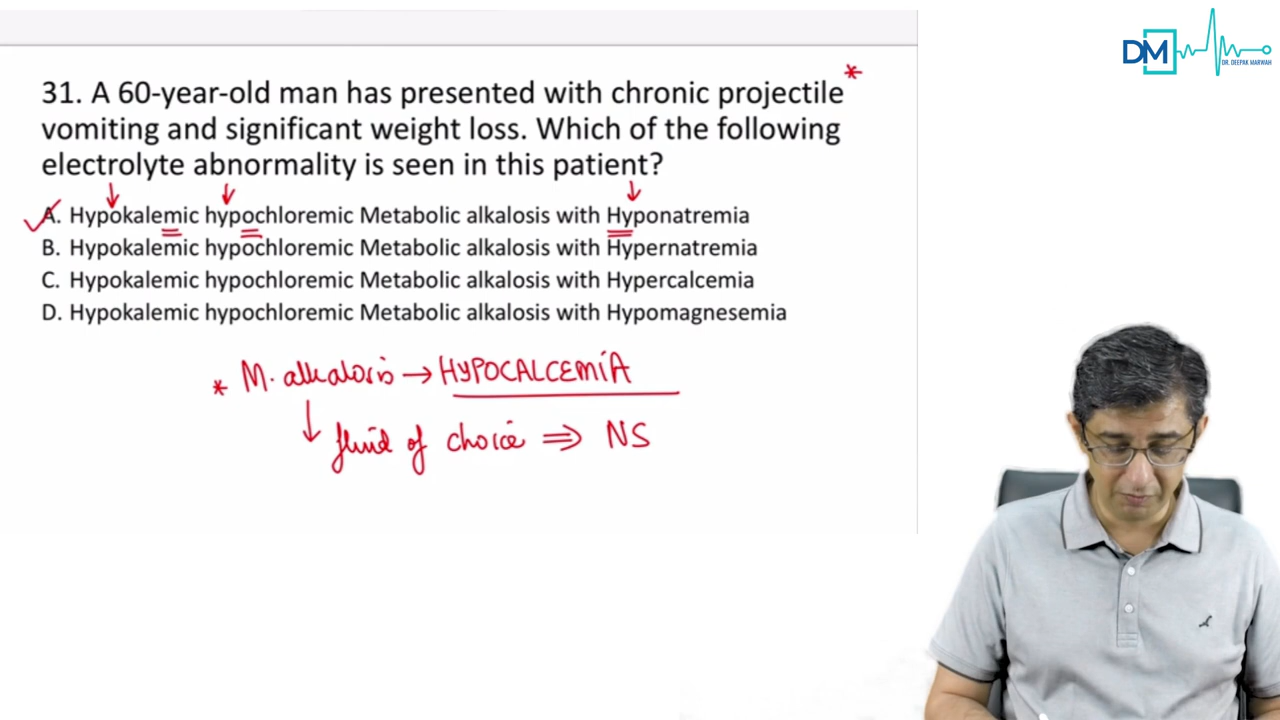 DM
DR. DEEPAK MARWAH
31. A 60-year-old man has presented with chronic projectile *
vomiting and significant weight loss. Which of the following
electrolyte abnormality is seen in this patient?
A. Hypokalemic hypochloremic Metabolic alkalosis with Hyponatremia
B. Hypokalemic hypochloremic Metabolic alkalosis with Hypernatremia
C. Hypokalemic hypochloremic Metabolic alkalosis with Hypercalcemia
D. Hypokalemic hypochloremic Metabolic alkalosis with Hypomagnesemia
* M. alkalosis → HYPOCALCEMIA
↓ fluid of choice ⇒ NS